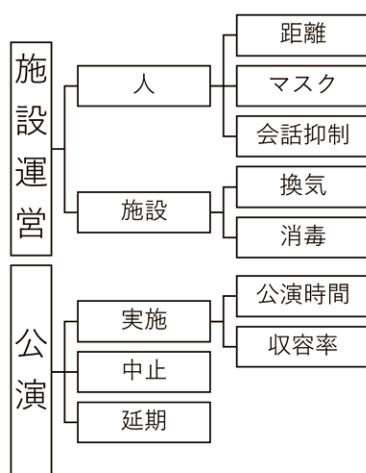 施設運営
人
距離
マスク
会話抑制
施設
換気
消毒
公演
実施
公演時間
収容率
中止
延期